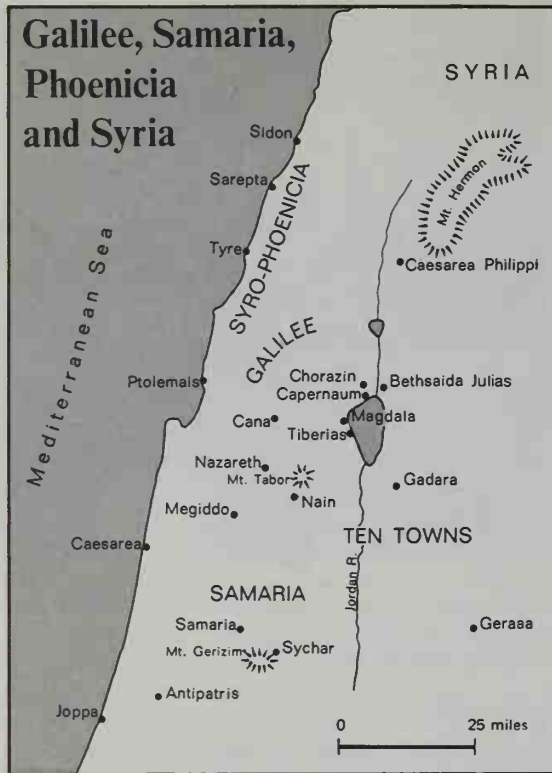 Galilee, Samaria,
Phoenicia
and Syria
SYRIA
Sidon
Mt. Hermon
Sarepta
Mediterranean Sea
Tyre
SYRO-PHOENICIA
Caesarea Philippi
GALILEE
Ptolemais
Chorazin
Bethsaida Julias
Capernaum
Cana
Magdala
Tiberias
Nazareth
Mt. Tabor
Gadara
Nain
Megiddo
TEN TOWNS
Caesarea
Jordan R.
SAMARIA
Samaria
Gerasa
Mt. Gerizim
Sychar
Antipatris
Joppa
0
25 miles